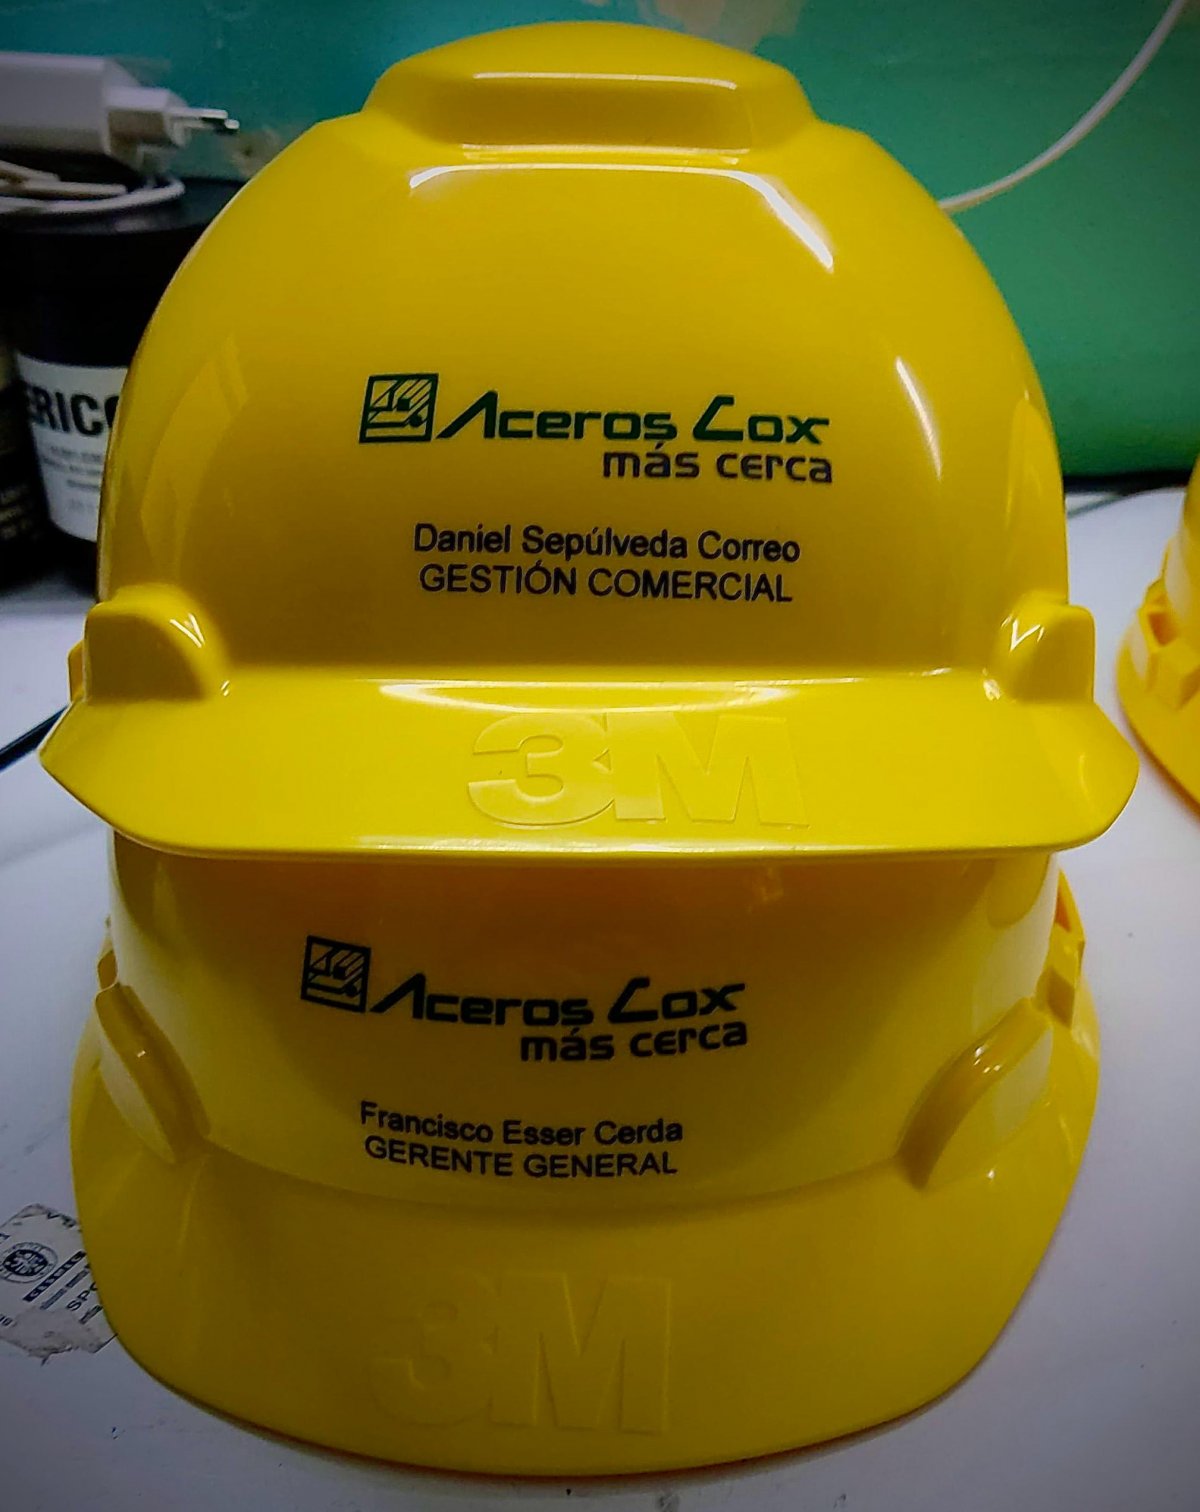 Aceros Cox
más cerca
Daniel Sepúlveda Correo
GESTIÓN COMERCIAL
3M
Aceros Cox
más cerca
Francisco Esser Cerda
GERENTE GENERAL
3M